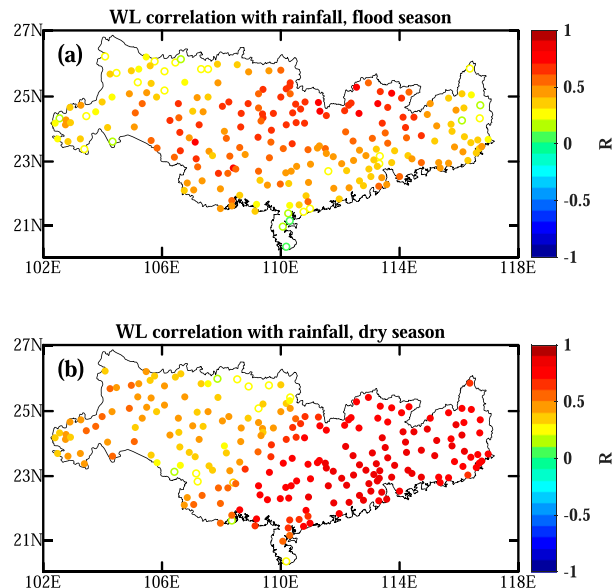 WL correlation with rainfall, flood season
27N
(a)
25N
23N
21N
102E 106E 110E 114E 118E
1
0.5
0
-0.5
-1
R
WL correlation with rainfall, dry season
27N
(b)
25N
23N
21N
102E 106E 110E 114E 118E
1
0.5
0
-0.5
-1
R